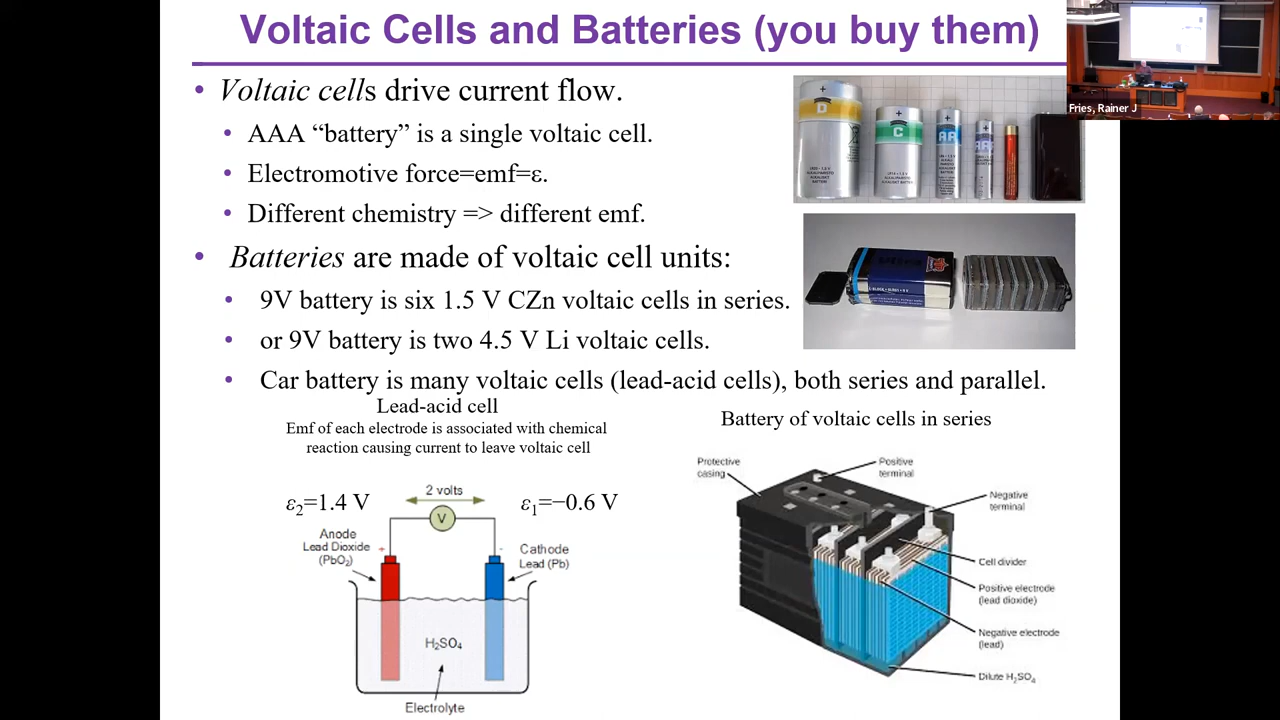 Voltaic Cells and Batteries (you buy them)
Fries, Rainer J
• Voltaic cells drive current flow.
• AAA “battery” is a single voltaic cell.
• Electromotive force=emf=ε.
• Different chemistry => different emf.
• Batteries are made of voltaic cell units:
• 9V battery is six 1.5 V CZn voltaic cells in series.
• or 9V battery is two 4.5 V Li voltaic cells.
• Car battery is many voltaic cells (lead-acid cells), both series and parallel.
D
C
AA
Lead-acid cell
Emf of each electrode is associated with chemical
reaction causing current to leave voltaic cell
ε₂=1.4 V
2 volts
ε₁=−0.6 V
V
Anode
Lead Dioxide
(PbO₂)
+
-
Cathode
Lead (Pb)
H₂SO₄
Electrolyte
Battery of voltaic cells in series
Protective
casing
Positive
terminal
Negative
terminal
Cell divider
Positive electrode
(lead dioxide)
Negative electrode
(lead)
Dilute H₂SO₄